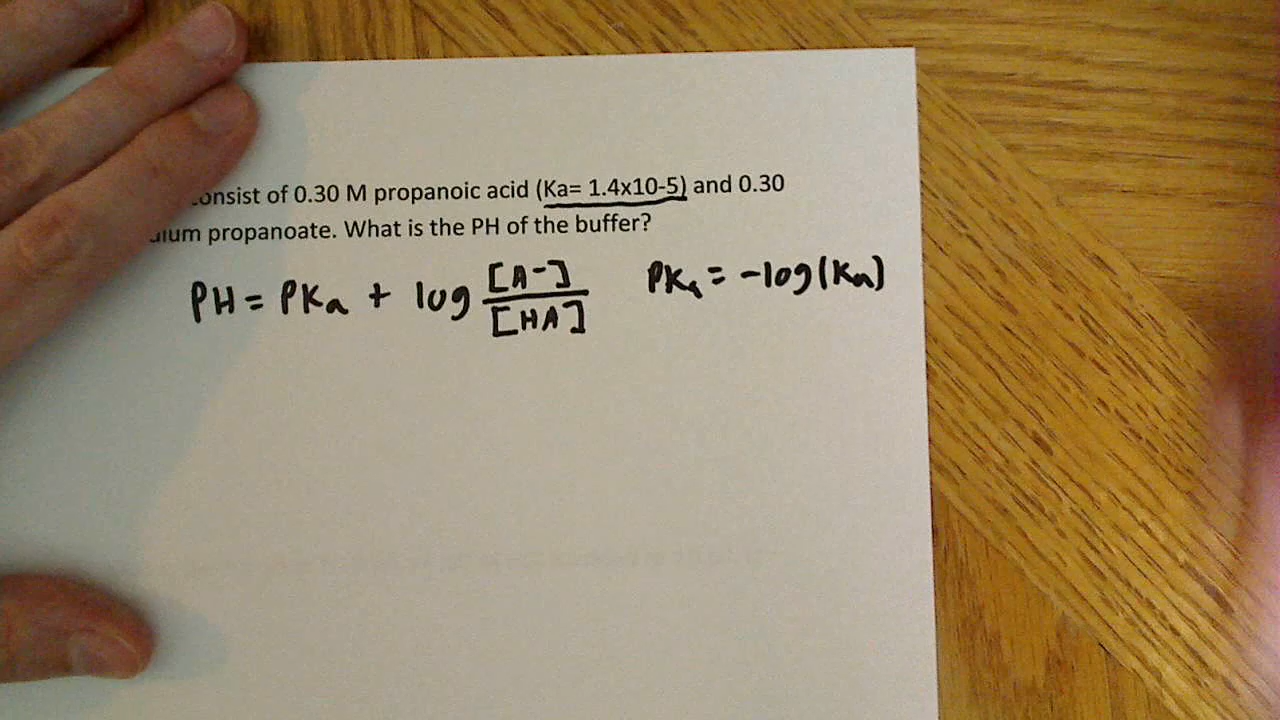 onsist of 0.30 M propanoic acid (Ka= 1.4x10-5) and 0.30
ium propanoate. What is the PH of the buffer?
PH = PKa + log [A-] / [HA]
PKa = -log(Ka)